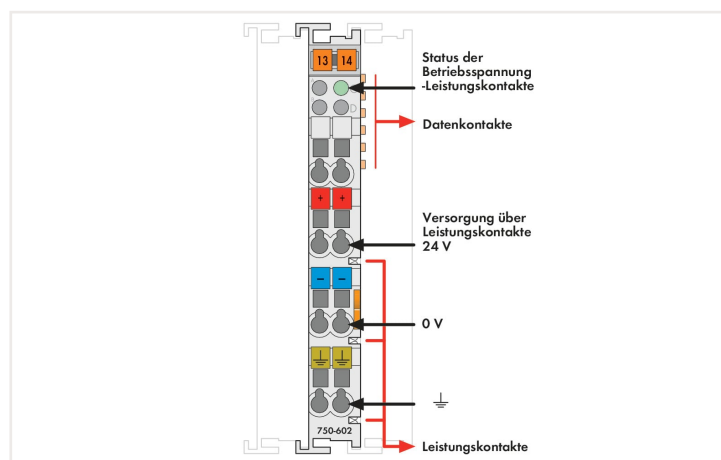 13 14
Status der
Betriebsspannung
-Leistungskontakte
Datenkontakte
+ +
Versorgung über
Leistungskontakte
24 V
− −
0 V
750-602
Leistungskontakte